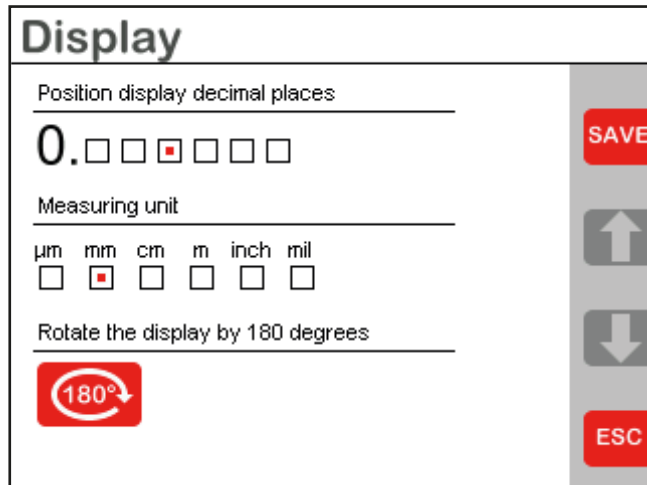 Display
Position display decimal places
0.
SAVE
Measuring unit
µm mm cm m inch mil
Rotate the display by 180 degrees
180°
ESC